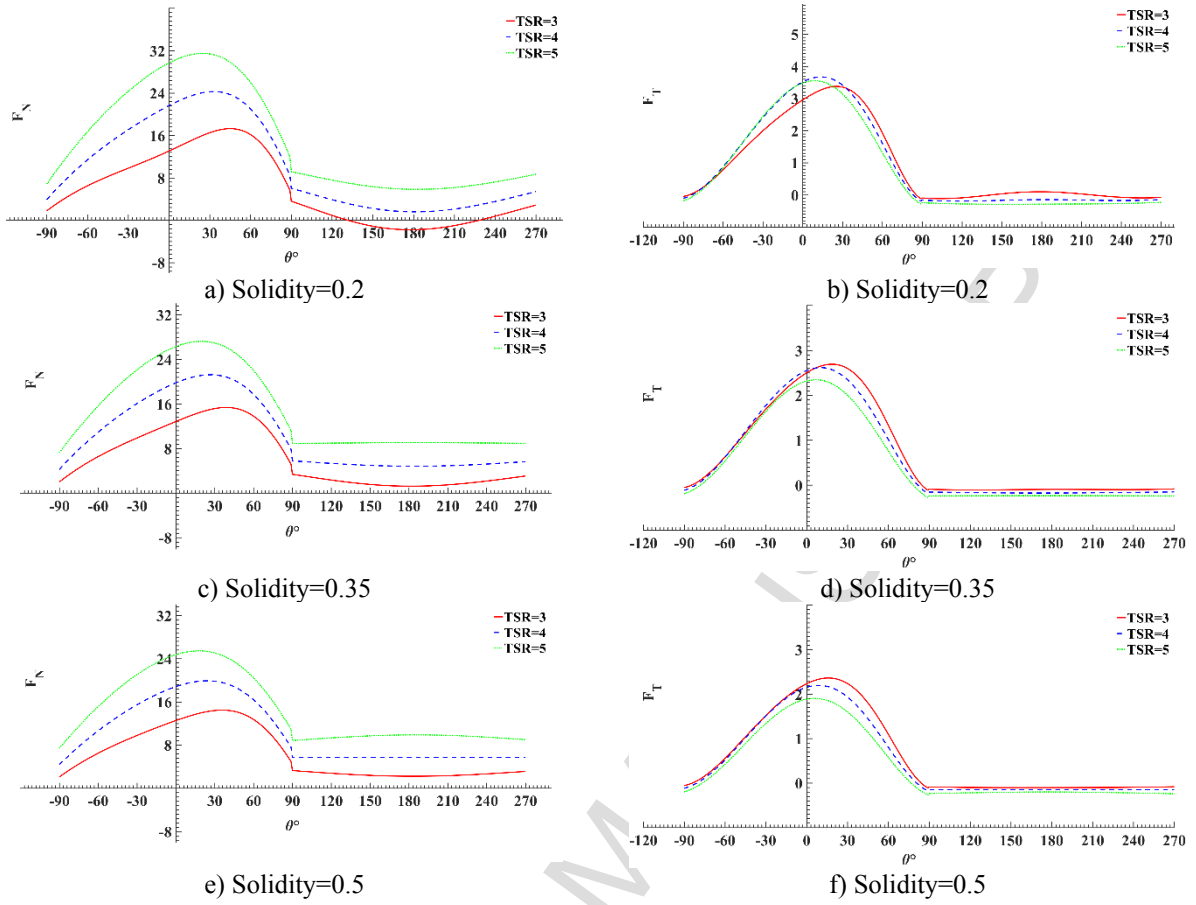 TSR=3
TSR=4
TSR=5
F_N
32
24
16
8
-8
-90 -60 -30 0 30 60 90 120 150 180 210 240 270
θ°
a) Solidity=0.2
TSR=3
TSR=4
TSR=5
F_T
5
4
3
2
1
0
-120 -90 -60 -30 0 30 60 90 120 150 180 210 240 270
θ°
b) Solidity=0.2
TSR=3
TSR=4
TSR=5
F_N
32
24
16
8
-8
-90 -60 -30 0 30 60 90 120 150 180 210 240 270
θ°
c) Solidity=0.35
TSR=3
TSR=4
TSR=5
F_T
3
2
1
0
-120 -90 -60 -30 0 30 60 90 120 150 180 210 240 270
θ°
d) Solidity=0.35
TSR=3
TSR=4
TSR=5
F_N
32
24
16
8
-8
-90 -60 -30 0 30 60 90 120 150 180 210 240 270
θ°
e) Solidity=0.5
TSR=3
TSR=4
TSR=5
F_T
3
2
1
0
-120 -90 -60 -30 0 30 60 90 120 150 180 210 240 270
θ°
f) Solidity=0.5